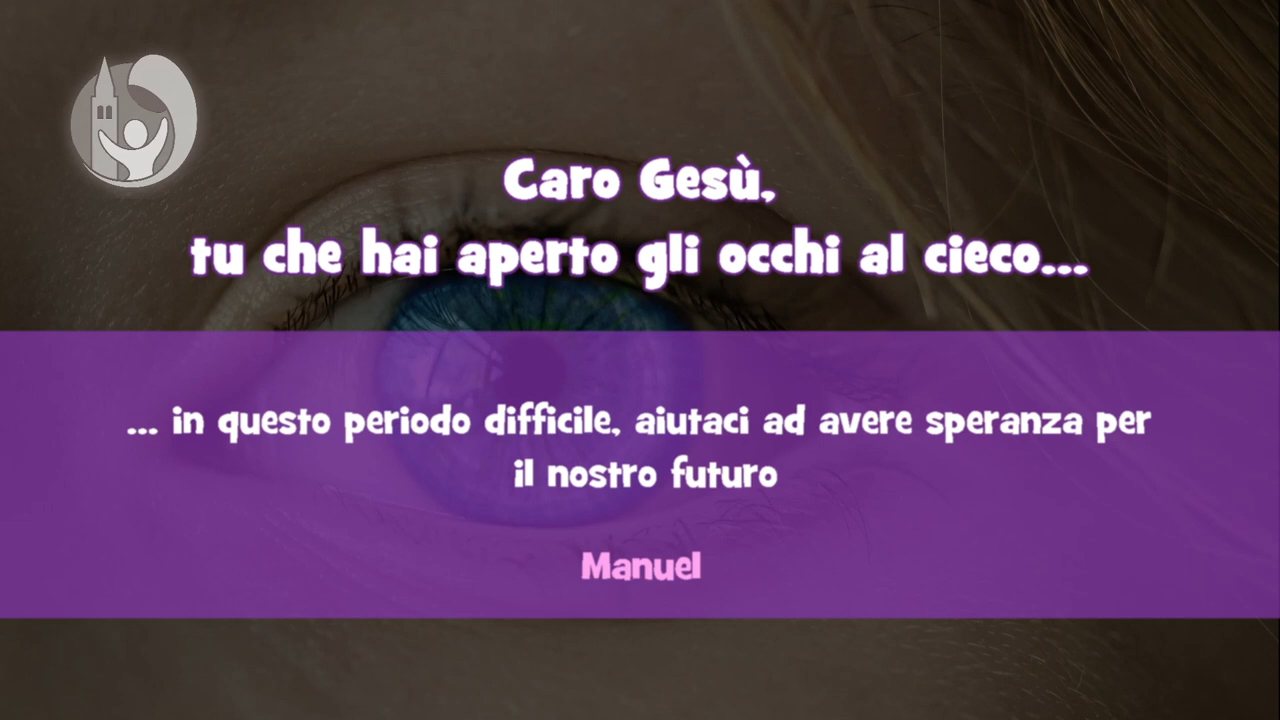 Caro Gesù,
tu che hai aperto gli occhi al cieco...
... in questo periodo difficile, aiutaci ad avere speranza per
il nostro futuro
Manuel